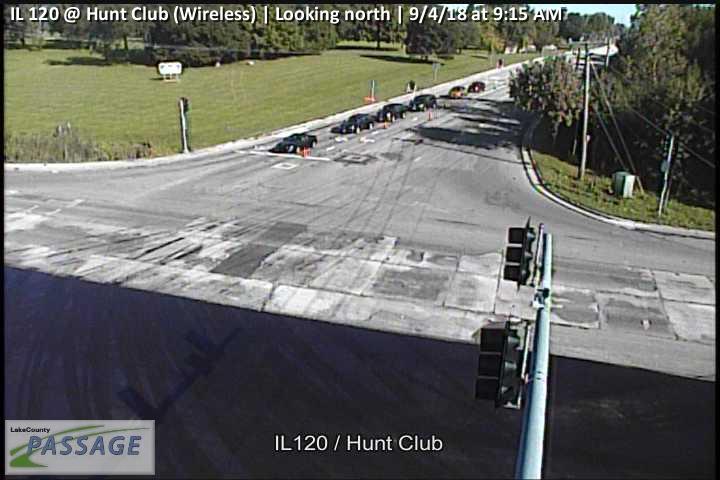 IL 120 @ Hunt Club (Wireless) | Looking north | 9/4/18 at 9:15 AM
IL120 / Hunt Club
LakeCounty
PASSAGE